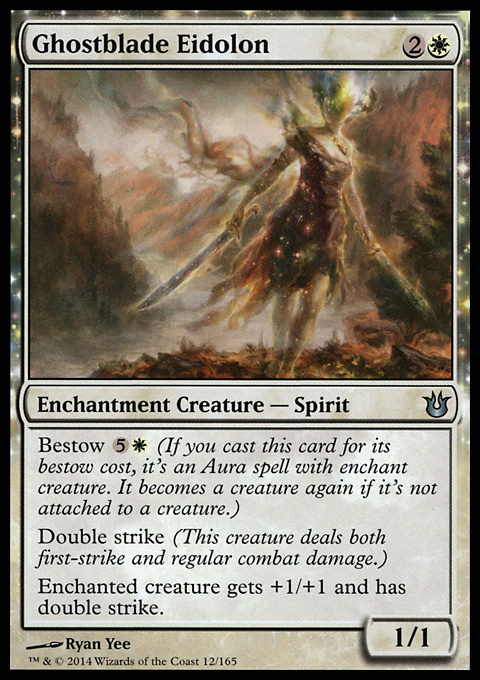 Ghostblade Eidolon 2
Enchantment Creature — Spirit
Bestow 5 (If you cast this card for its
bestow cost, it's an Aura spell with enchant
creature. It becomes a creature again if it's not
attached to a creature.)
Double strike (This creature deals both
first-strike and regular combat damage.)
Enchanted creature gets +1/+1 and has
double strike.
Ryan Yee
1/1
™ & © 2014 Wizards of the Coast 12/165